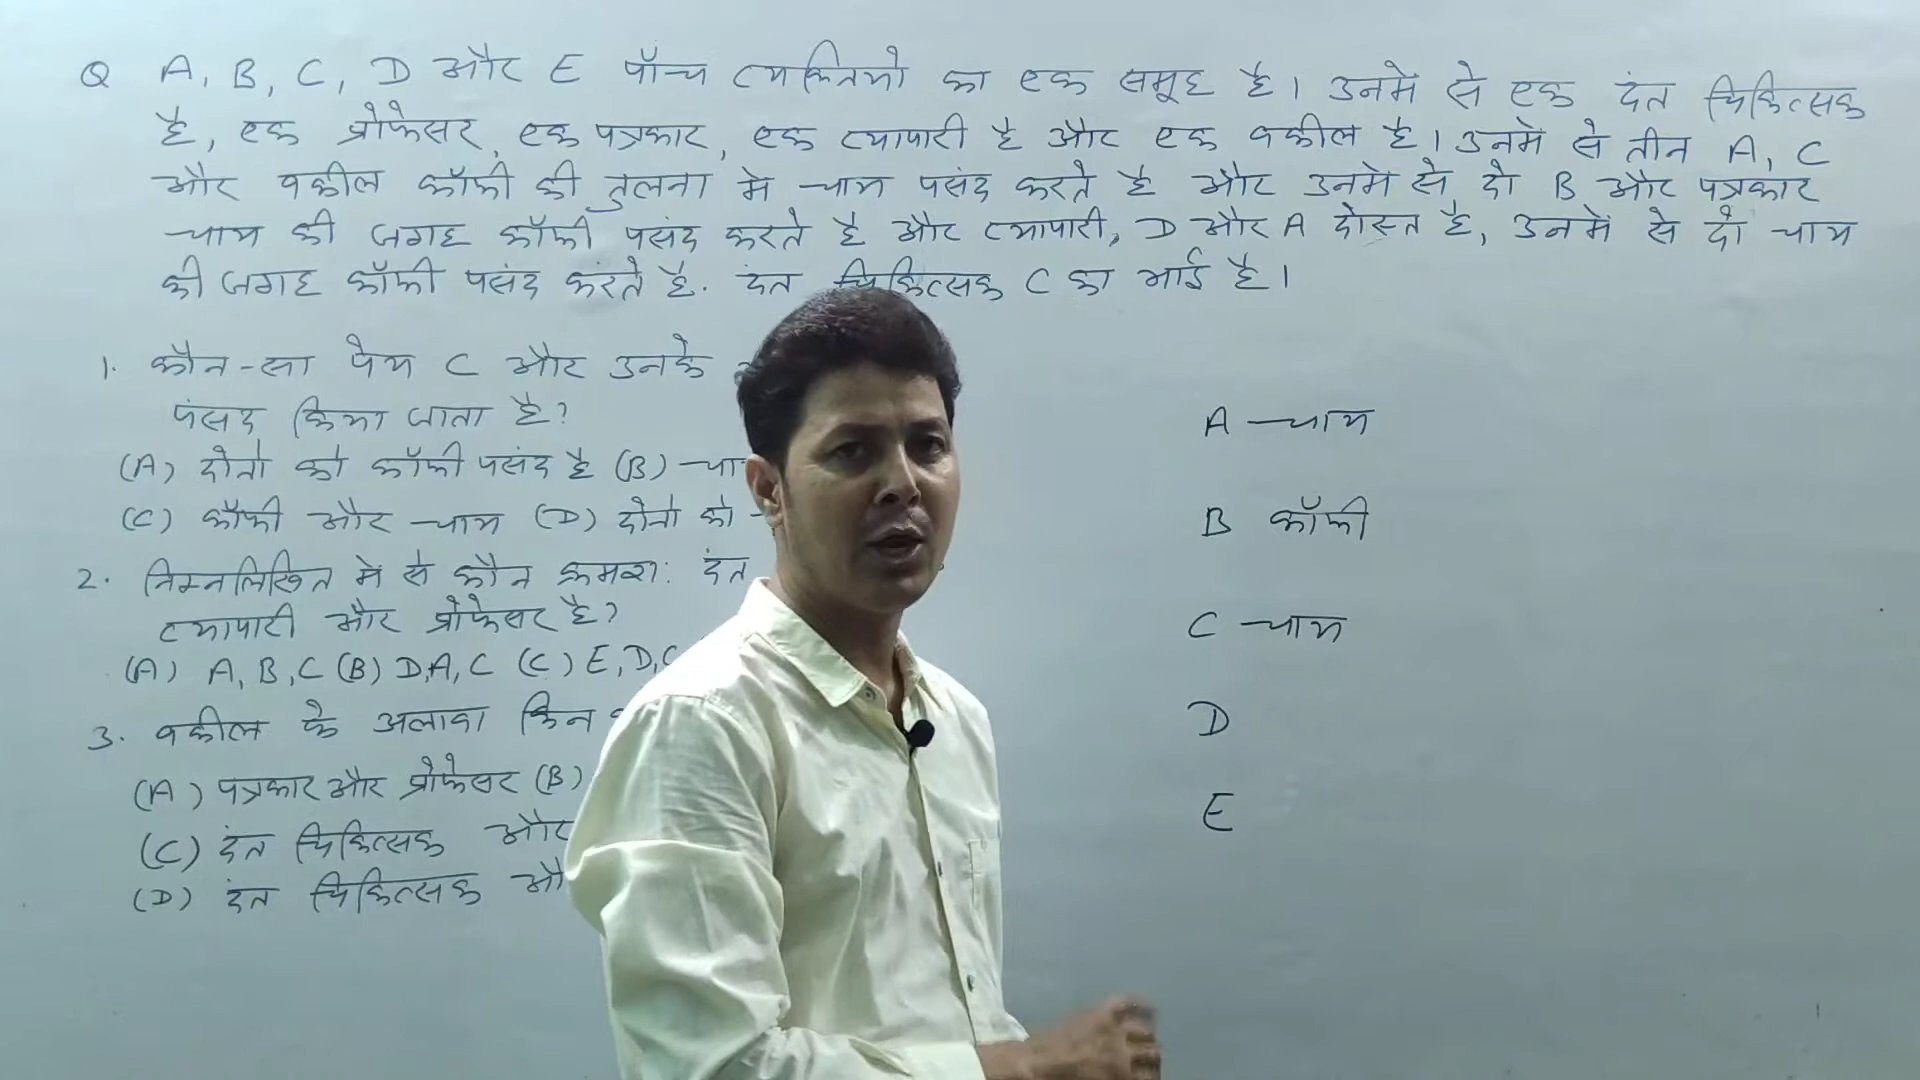 Q A, B, C, D और E पाँच व्यक्तियो का एक समूह है। उनमे से एक दंत चिकित्सक
है, एक प्रोफेसर, एक पत्रकार, एक व्यापारी है और एक वकील है। उनमे से तीन A, C
और वकील कॉफी की तुलना मे चाय पसंद करते है और उनमे से दो B और पत्रकार
चाय की जगह कॉफी पसंद करते है और व्यापारी, D और A दोस्त है, उनमें से दो चाय
की जगह कॉफी पसंद करते है. दंत चिकित्सक C का भाई है।
1. कौन-सा पेय C और उनके
पंसद किया जाता है?
(A) दोनो को कॉफी पसंद है (B) चा
(C) कॉफी और चाय (D) दोनो को
2. निम्नलिखित मे से कौन क्रमश: दंत
व्यापारी और प्रोफेसर है?
(A) A, B, C (B) D,A, C (C) E, D, C
3. वकील के अलावा किन
(A) पत्रकार और प्रोफेसर (B)
(C) दंत चिकित्सक और
(D) दंत चिकित्सक औ
A चाय
B कॉफी
C चाय
D
E